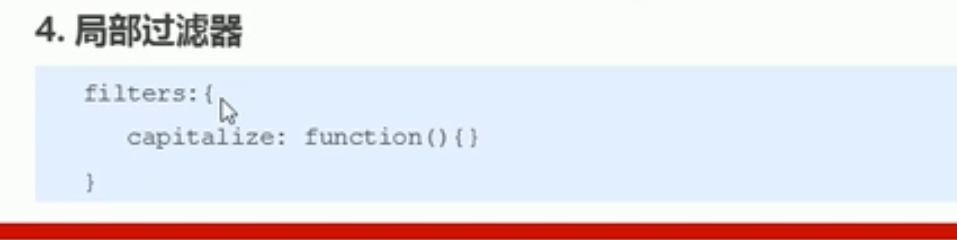 4. 局部过滤器
filters:{
capitalize: function(){}
}